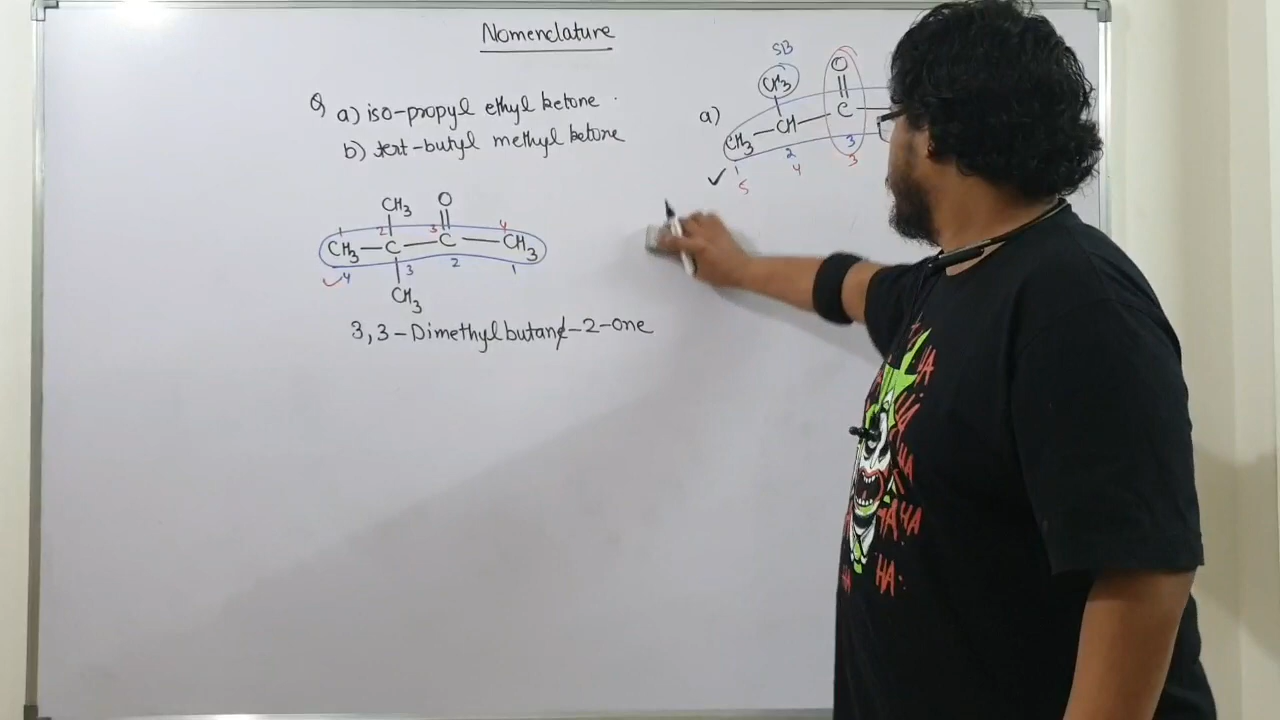 Nomenclature
Q a) iso-propyl ethyl ketone
b) tert-butyl methyl ketone
CH3 O
1 2 3 4
CH3—C—C—CH3
4 3 2 1
CH3
3,3-Dimethylbutane-2-one
SB
CH3 O
a) CH3—CH—C—
1 2 3
5 4 3
HA
HA
HA
HA
HA
HA